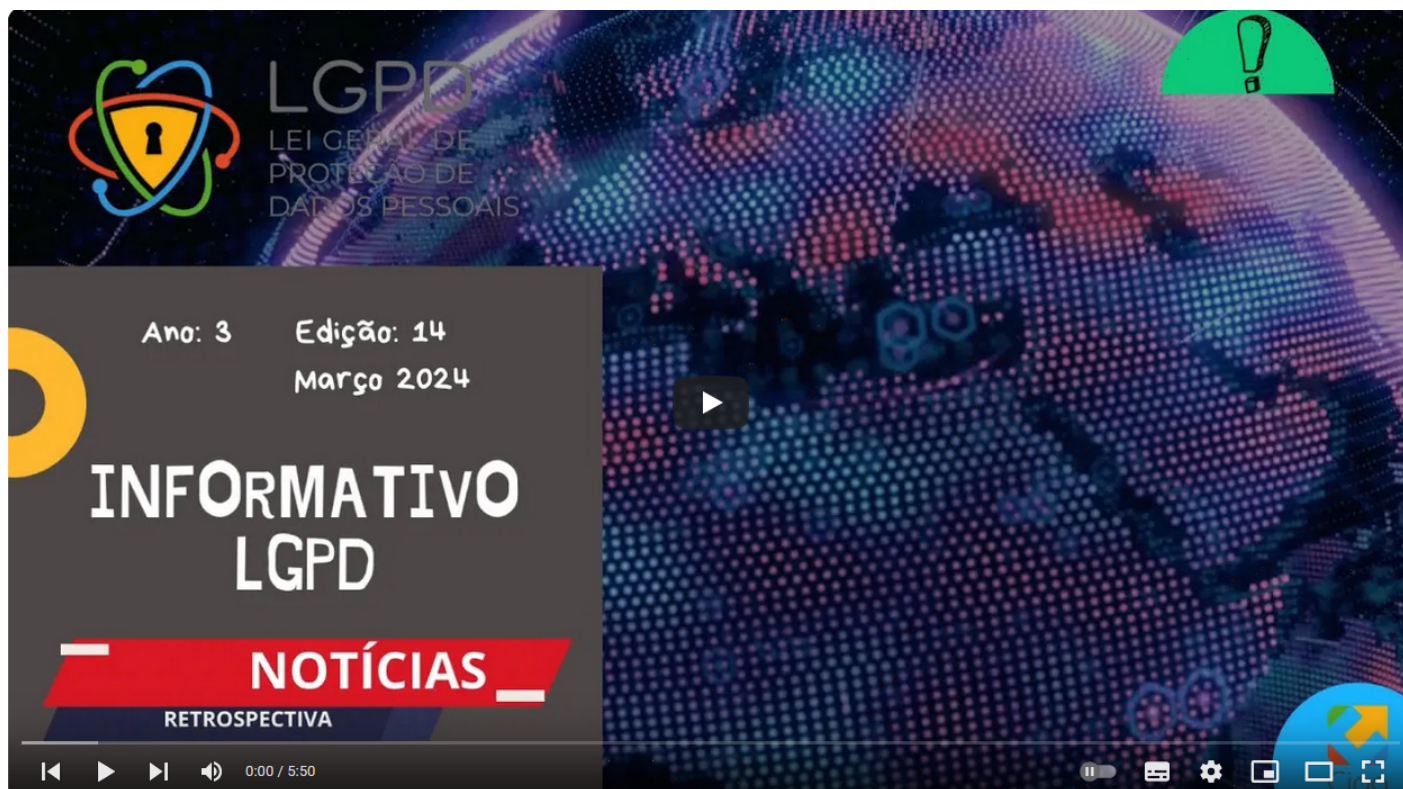 LGPD
LEI GERAL DE
PROTEÇÃO DE
DADOS PESSOAIS
Ano: 3 Edição: 14
Março 2024
INFORMATIVO
LGPD
NOTÍCIAS
RETROSPECTIVA
0:00 / 5:50